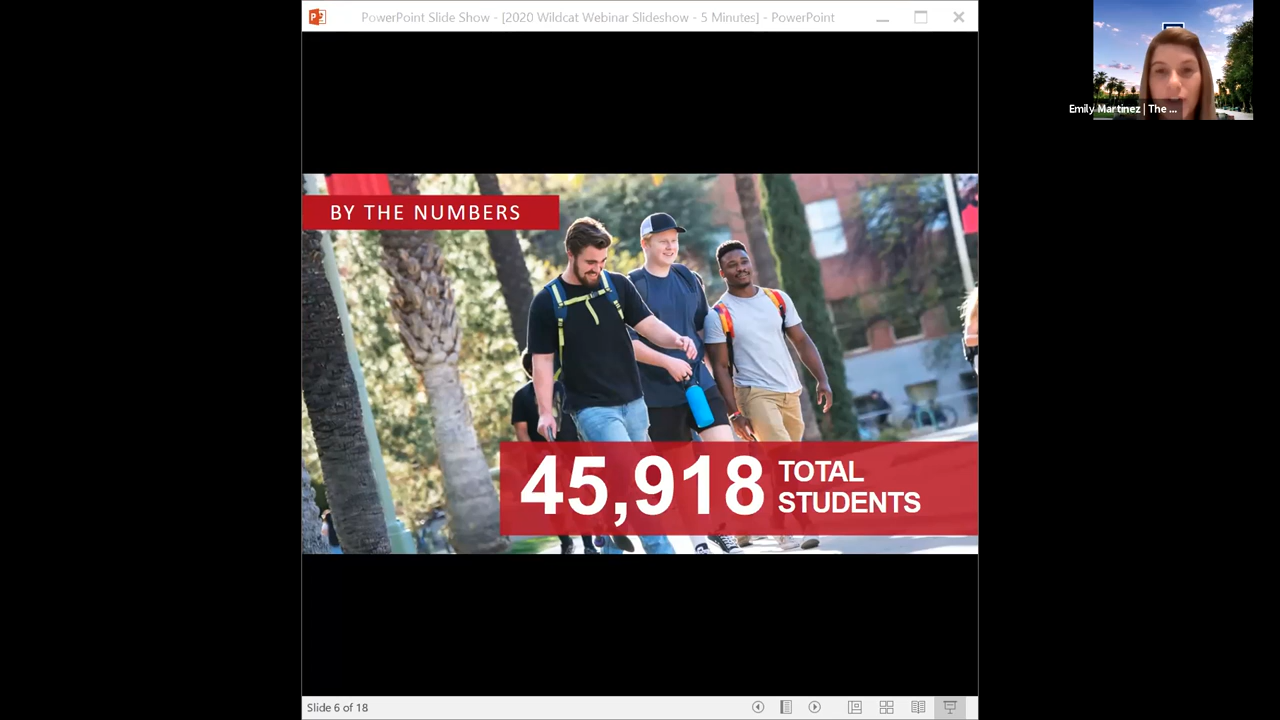 PowerPoint Slide Show - [2020 Wildcat Webinar Slideshow - 5 Minutes] - PowerPoint
Emily Martinez | The ...
BY THE NUMBERS
45,918 TOTAL
STUDENTS
Slide 6 of 18